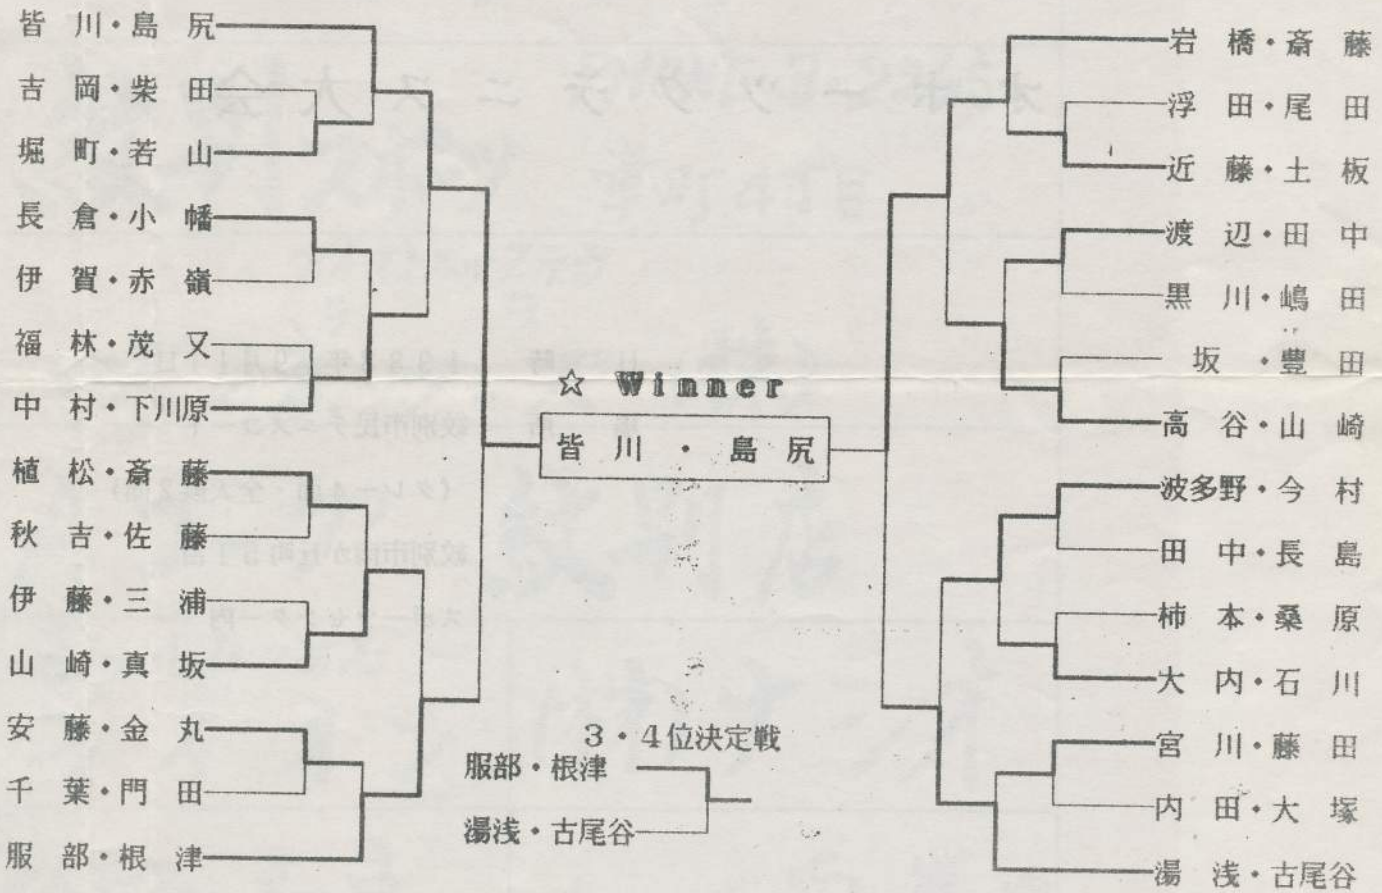 皆川・島尻
吉岡・柴田
堀町・若山
長倉・小幡
伊賀・赤嶺
福林・茂又
中村・下川原
植松・斎藤
秋吉・佐藤
伊藤・三浦
山崎・真坂
安藤・金丸
千葉・門田
服部・根津
☆ Winner
皆川・島尻
3・4位決定戦
服部・根津
湯浅・古尾谷
岩橋・斎藤
浮田・尾田
近藤・土板
渡辺・田中
黒川・嶋田
坂・豊田
高谷・山崎
波多野・今村
田中・長島
柿本・桑原
大内・石川
宮川・藤田
内田・大塚
湯浅・古尾谷